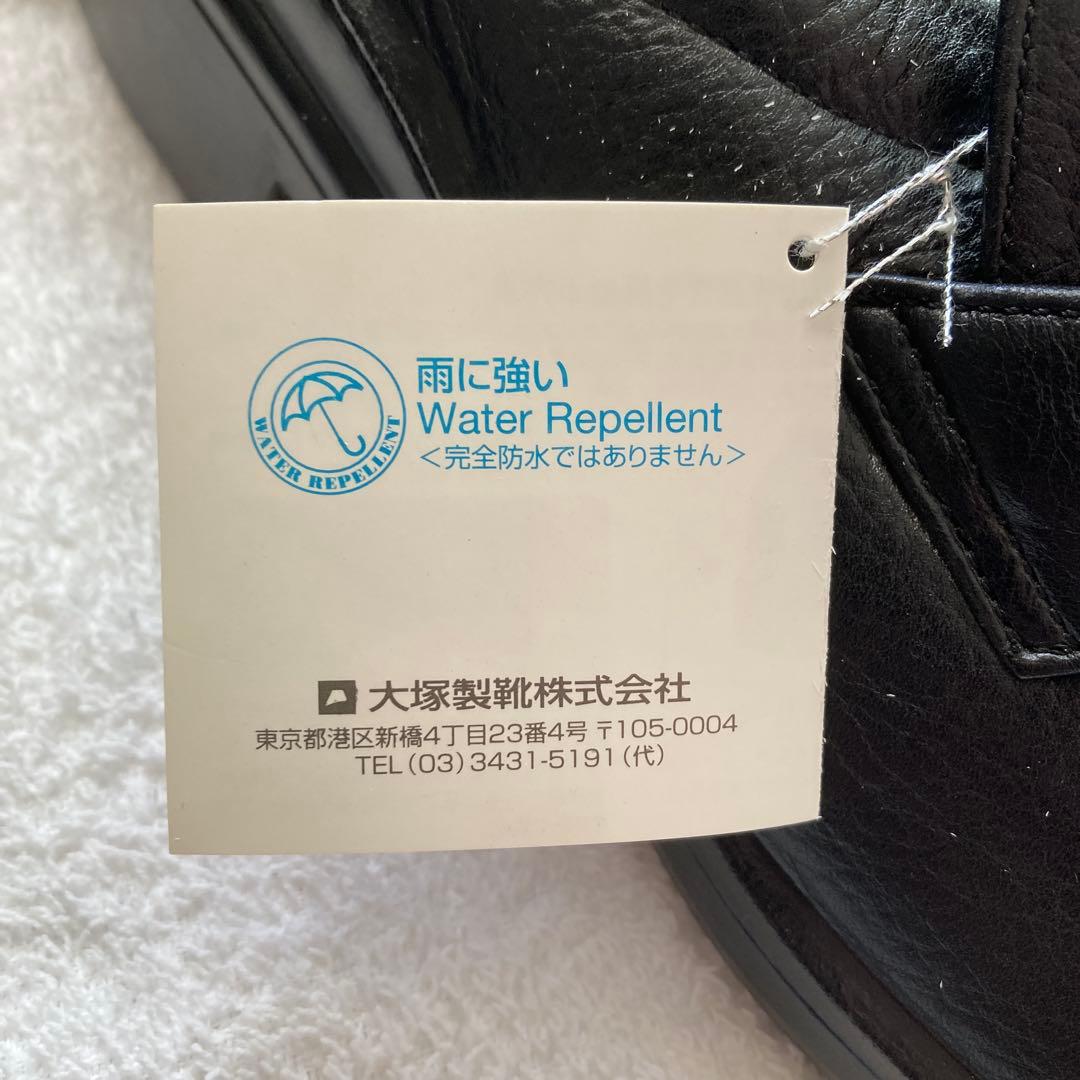 WATER REPELLENT
雨に強い
Water Repellent
＜完全防水ではありません＞
大塚製靴株式会社
東京都港区新橋4丁目23番4号 〒105-0004
TEL（03）3431-5191（代）